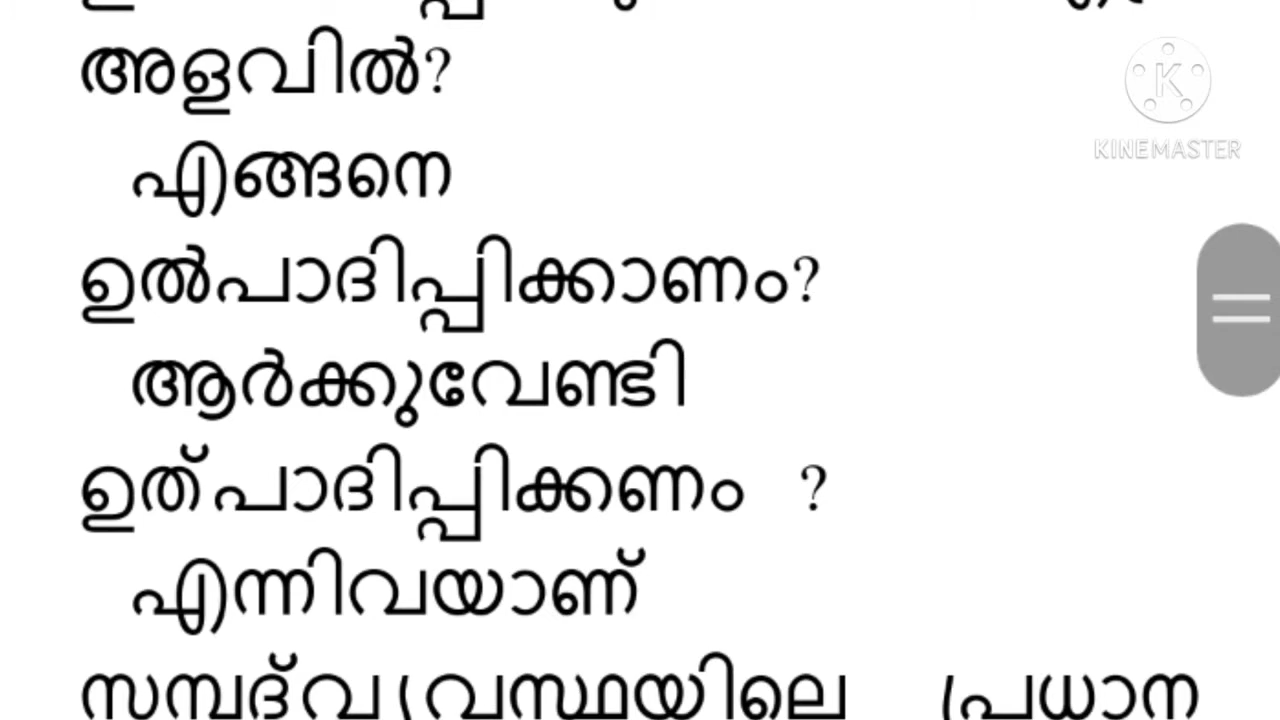 അളവിൽ?
എങ്ങനെ
ഉൽപാദിപ്പിക്കാണം?
ആർക്കുവേണ്ടി
ഉത്പാദിപ്പിക്കണം ?
എന്നിവയാണ്
സമ്പദ്വ്യവസ്ഥയിലെ പ്രധാന
KINEMASTER